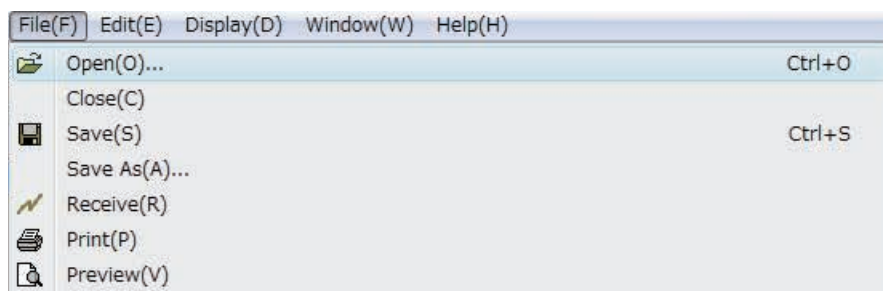 File(F) Edit(E) Display(D) Window(W) Help(H)
Open(O)... Ctrl+O
Close(C)
Save(S) Ctrl+S
Save As(A)...
Receive(R)
Print(P)
Preview(V)